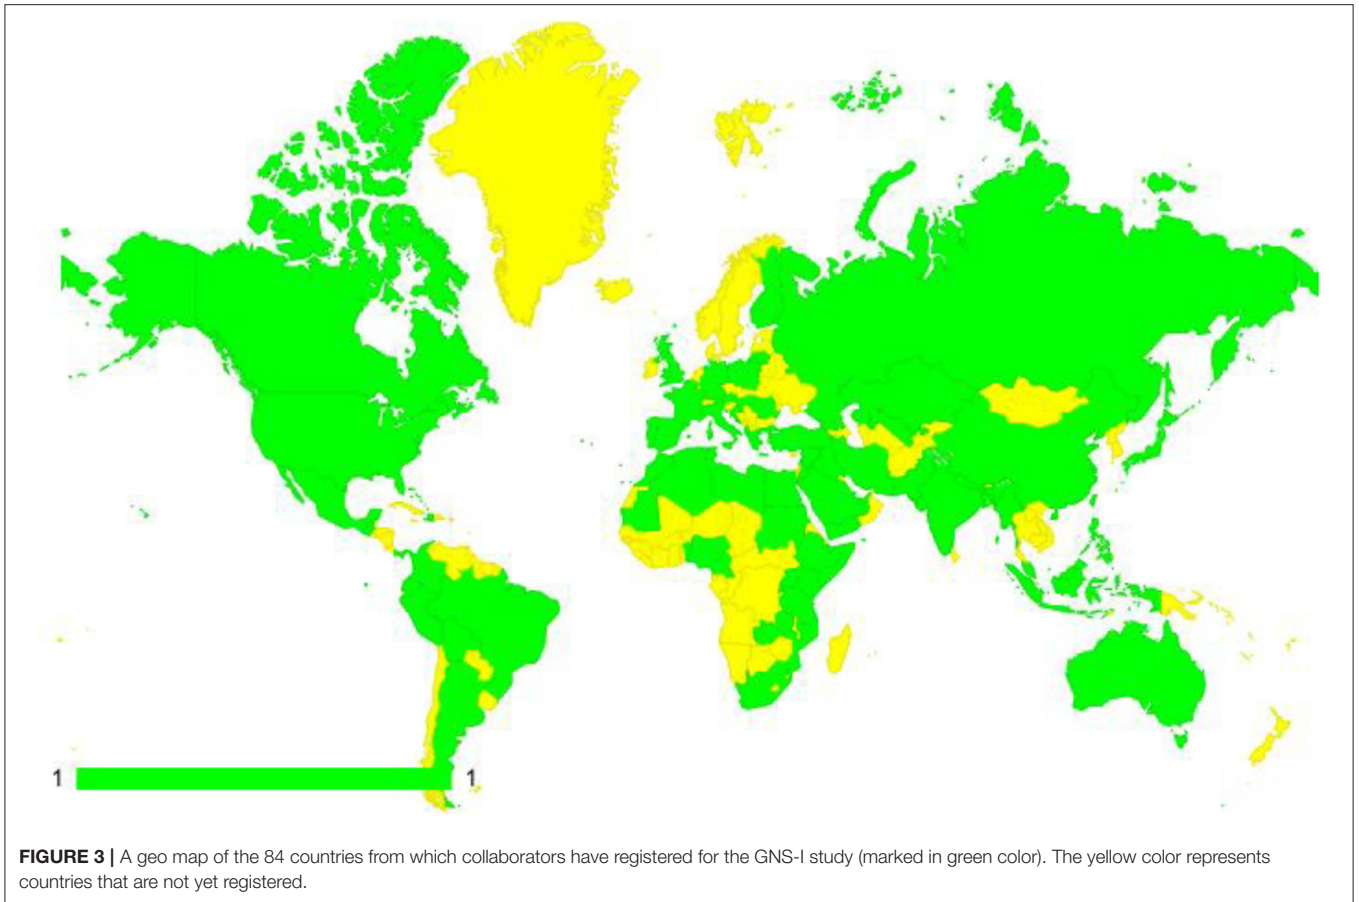 1 1
FIGURE 3 | A geo map of the 84 countries from which collaborators have registered for the GNS-I study (marked in green color). The yellow color represents
countries that are not yet registered.